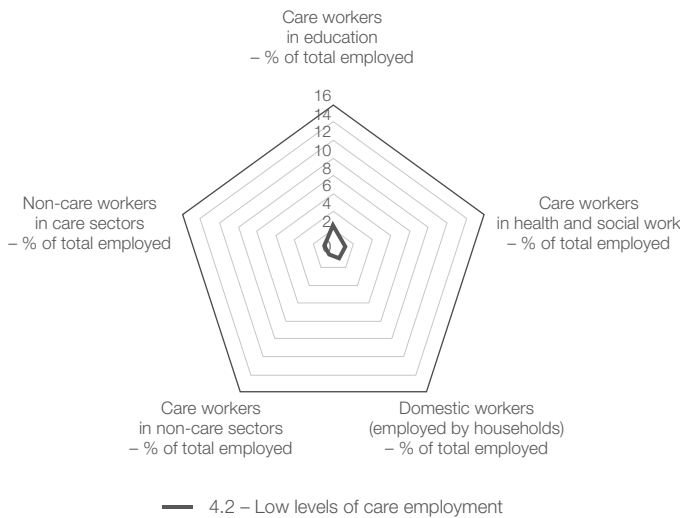 Care workers
in education
– % of total employed
16
14
12
10
8
6
4
2
0
Non-care workers
in care sectors
– % of total employed
Care workers
in health and social work
– % of total employed
Care workers
in non-care sectors
– % of total employed
Domestic workers
(employed by households)
– % of total employed
4.2 – Low levels of care employment